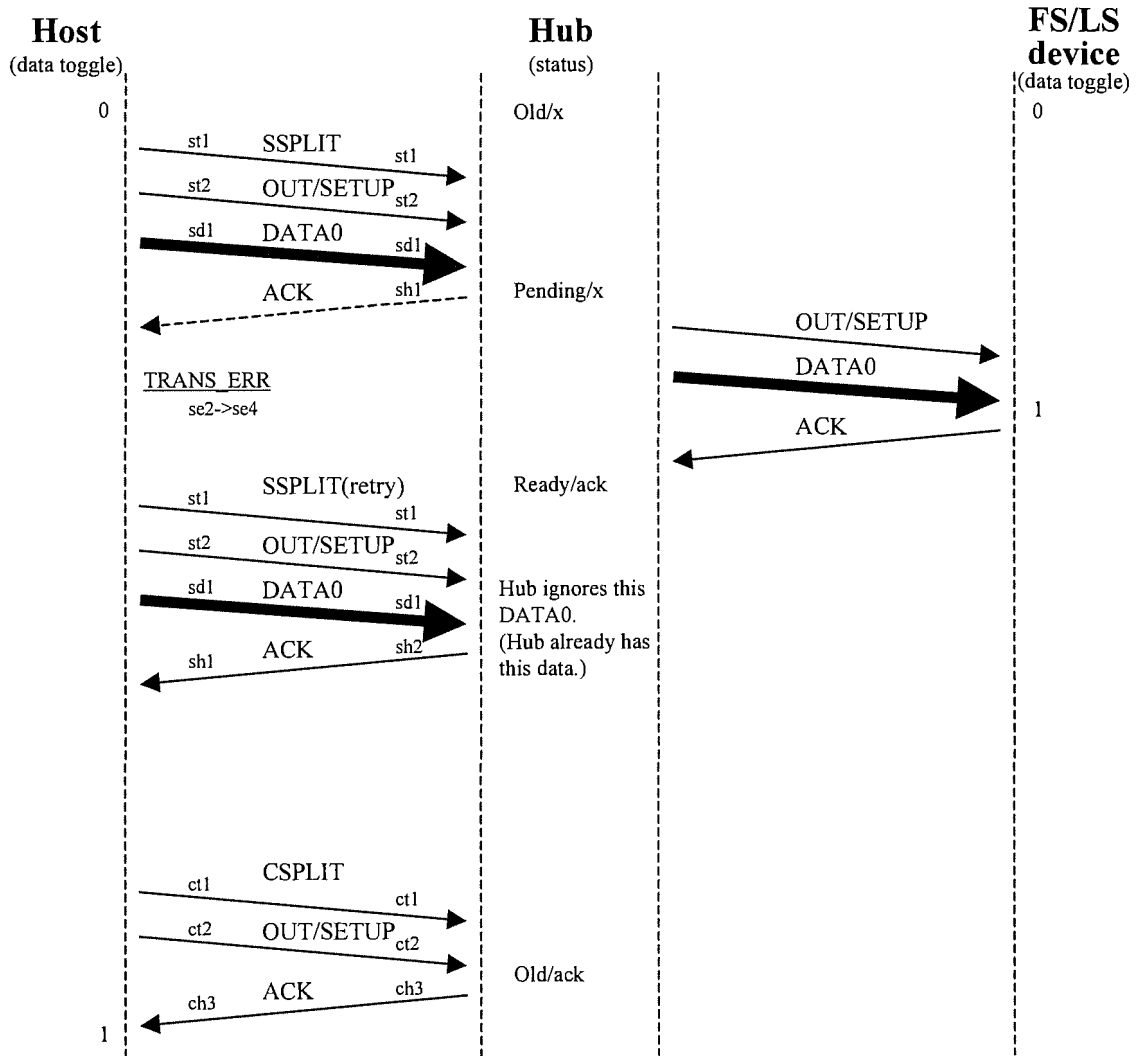 Host
(data toggle)
Hub
(status)
FS/LS
device
(data toggle)
0
Old/x
0
st1 SSPLIT st1
st2 OUT/SETUP st2
sd1 DATA0 sd1
ACK sh1
Pending/x
OUT/SETUP
DATA0
1
ACK
TRANS_ERR
se2->se4
Ready/ack
st1 SSPLIT(retry) st1
st2 OUT/SETUP st2
sd1 DATA0 sd1
sh1 ACK sh2
Hub ignores this
DATA0.
(Hub already has
this data.)
ct1 CSPLIT ct1
ct2 OUT/SETUP ct2
Old/ack
ch3 ACK ch3
1